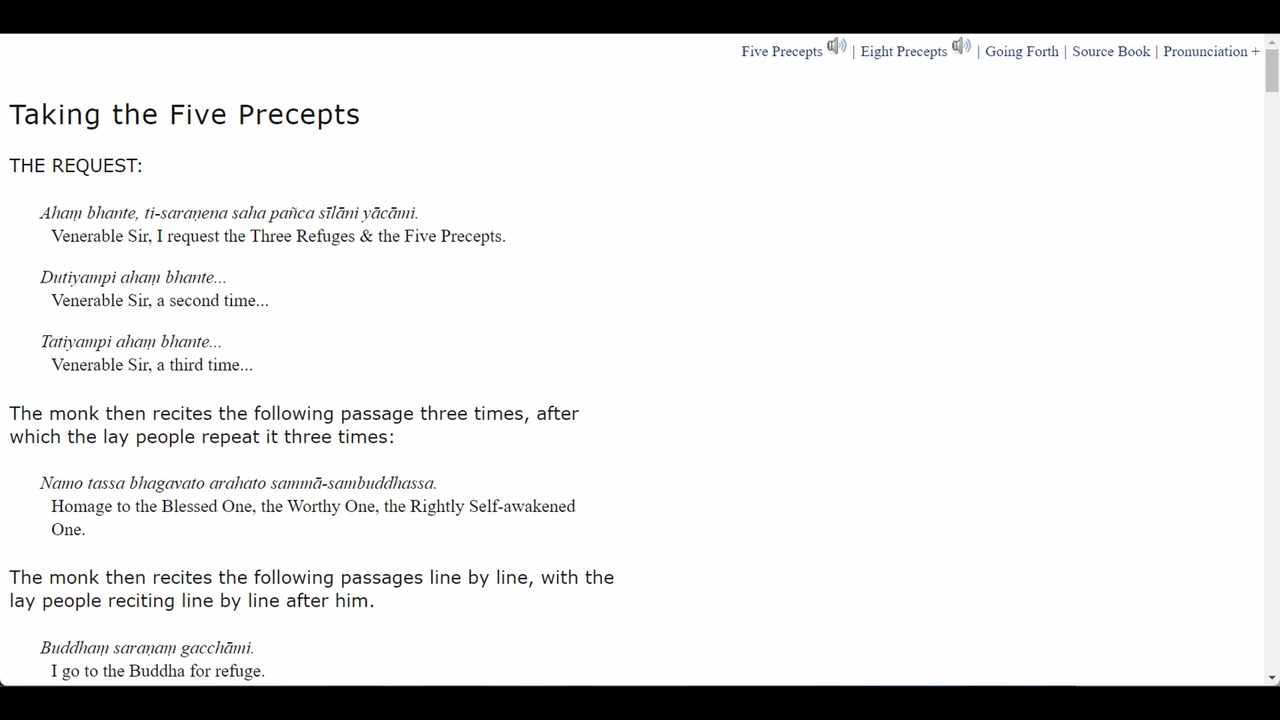 Five Precepts | Eight Precepts | Going Forth | Source Book | Pronunciation +
Taking the Five Precepts
THE REQUEST:
Ahaṃ bhante, ti-saraṇena saha pañca sīlāni yācāmi.
Venerable Sir, I request the Three Refuges & the Five Precepts.
Dutiyampi ahaṃ bhante...
Venerable Sir, a second time...
Tatiyampi ahaṃ bhante...
Venerable Sir, a third time...
The monk then recites the following passage three times, after
which the lay people repeat it three times:
Namo tassa bhagavato arahato sammā-sambuddhassa.
Homage to the Blessed One, the Worthy One, the Rightly Self-awakened
One.
The monk then recites the following passages line by line, with the
lay people reciting line by line after him.
Buddhaṃ saraṇaṃ gacchāmi.
I go to the Buddha for refuge.